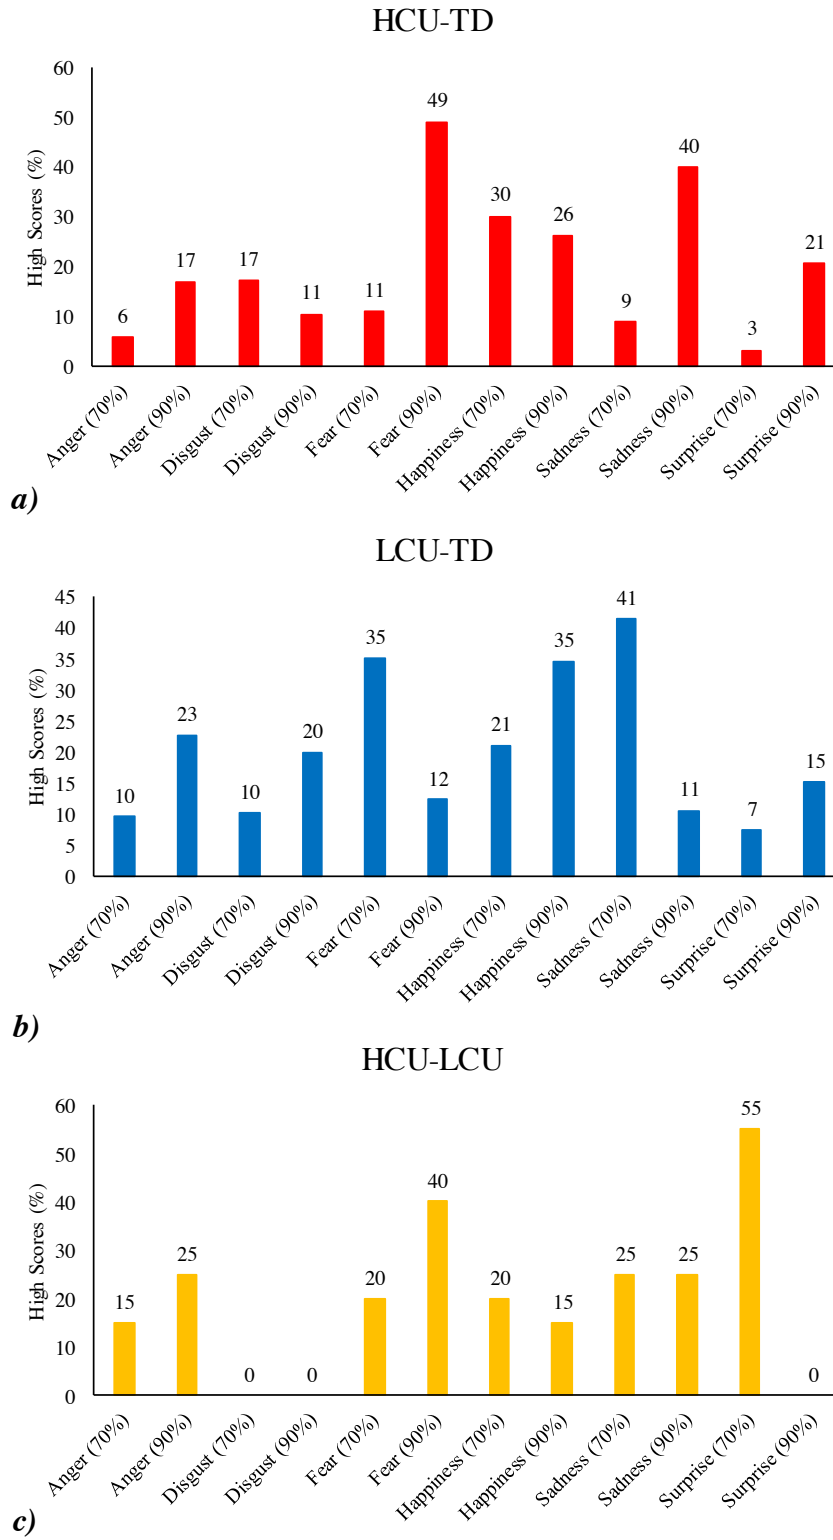 HCU-TD
High Scores (%)
60
50
40
30
20
10
0
6
17
17
11
11
49
30
26
9
40
3
21
Anger (70%)
Anger (90%)
Disgust (70%)
Disgust (90%)
Fear (70%)
Fear (90%)
Happiness (70%)
Happiness (90%)
Sadness (70%)
Sadness (90%)
Surprise (70%)
Surprise (90%)
a)
LCU-TD
High Scores (%)
45
40
35
30
25
20
15
10
5
0
10
23
10
20
35
12
21
35
41
11
7
15
Anger (70%)
Anger (90%)
Disgust (70%)
Disgust (90%)
Fear (70%)
Fear (90%)
Happiness (70%)
Happiness (90%)
Sadness (70%)
Sadness (90%)
Surprise (70%)
Surprise (90%)
b)
HCU-LCU
High Scores (%)
60
50
40
30
20
10
0
15
25
0
0
20
40
20
15
25
25
55
0
Anger (70%)
Anger (90%)
Disgust (70%)
Disgust (90%)
Fear (70%)
Fear (90%)
Happiness (70%)
Happiness (90%)
Sadness (70%)
Sadness (90%)
Surprise (70%)
Surprise (90%)
c)